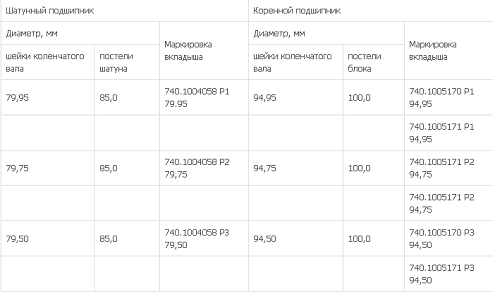 Шатунный подшипник
Коренной подшипник
Диаметр, мм
Маркировка
вкладыша
Диаметр, мм
Маркировка
вкладыша
шейки коленчатого
вала
постели
шатуна
шейки коленчатого
вала
постели
блока
79,95
85,0
740.1004058 Р1
79.95
94,95
100,0
740.1005170 Р1
94,95
740.1005171 Р1
94,95
79,75
85,0
740.1004058 Р2
79,75
94,75
100,0
740.1005171 Р2
94,75
740.1005171 Р2
94,75
79,50
85,0
740.1004058 Р3
79,50
94,50
100,0
740.1005170 Р3
94,50
740.1005171 Р3
94,50